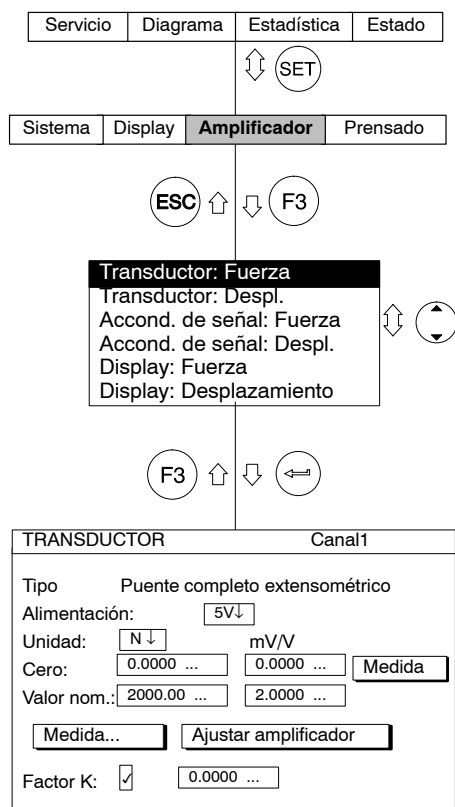 Servicio Diagrama Estadística Estado
SET
Sistema Display Amplificador Prensado
ESC F3
Transductor: Fuerza
Transductor: Despl.
Accond. de señal: Fuerza
Accond. de señal: Despl.
Display: Fuerza
Display: Desplazamiento
F3
TRANSDUCTOR Canal1
Tipo Puente completo extensométrico
Alimentación: 5V↓
Unidad: N ↓ mV/V
Cero: 0.0000 ... 0.0000 ... Medida
Valor nom.: 2000.00 ... 2.0000 ...
Medida... Ajustar amplificador
Factor K: ✓ 0.0000 ...